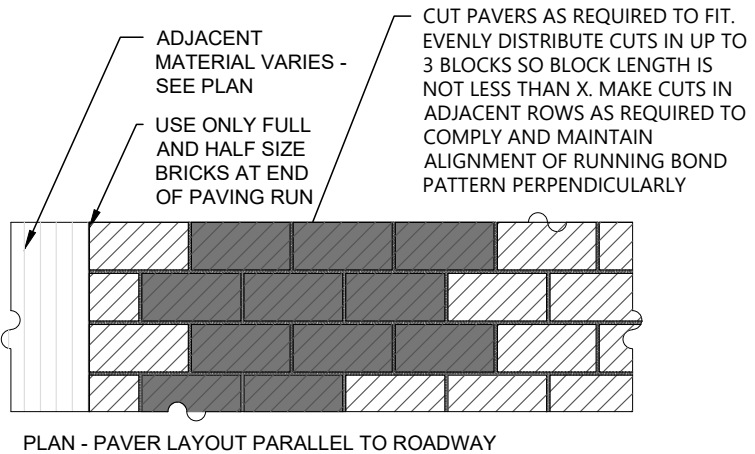 ADJACENT
MATERIAL VARIES -
SEE PLAN
USE ONLY FULL
AND HALF SIZE
BRICKS AT END
OF PAVING RUN
CUT PAVERS AS REQUIRED TO FIT.
EVENLY DISTRIBUTE CUTS IN UP TO
3 BLOCKS SO BLOCK LENGTH IS
NOT LESS THAN X. MAKE CUTS IN
ADJACENT ROWS AS REQUIRED TO
COMPLY AND MAINTAIN
ALIGNMENT OF RUNNING BOND
PATTERN PERPENDICULARLY
PLAN - PAVER LAYOUT PARALLEL TO ROADWAY